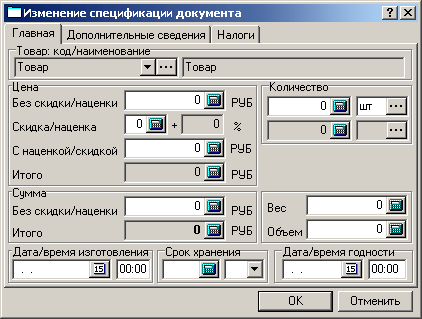 Изменение спецификации документа
Главная Дополнительные сведения Налоги
Товар: код/наименование
Товар ... Товар
Цена Количество
Без скидки/наценки 0 РУБ 0 шт ...
Скидка/наценка 0 + 0 % 0 ...
С наценкой/скидкой 0 РУБ
Итого 0 РУБ
Сумма
Без скидки/наценки 0 РУБ Вес 0
Итого 0 РУБ Объем 0
Дата/время изготовления Срок хранения Дата/время годности
. . 15 00:00 . . 15 00:00
OK Отменить